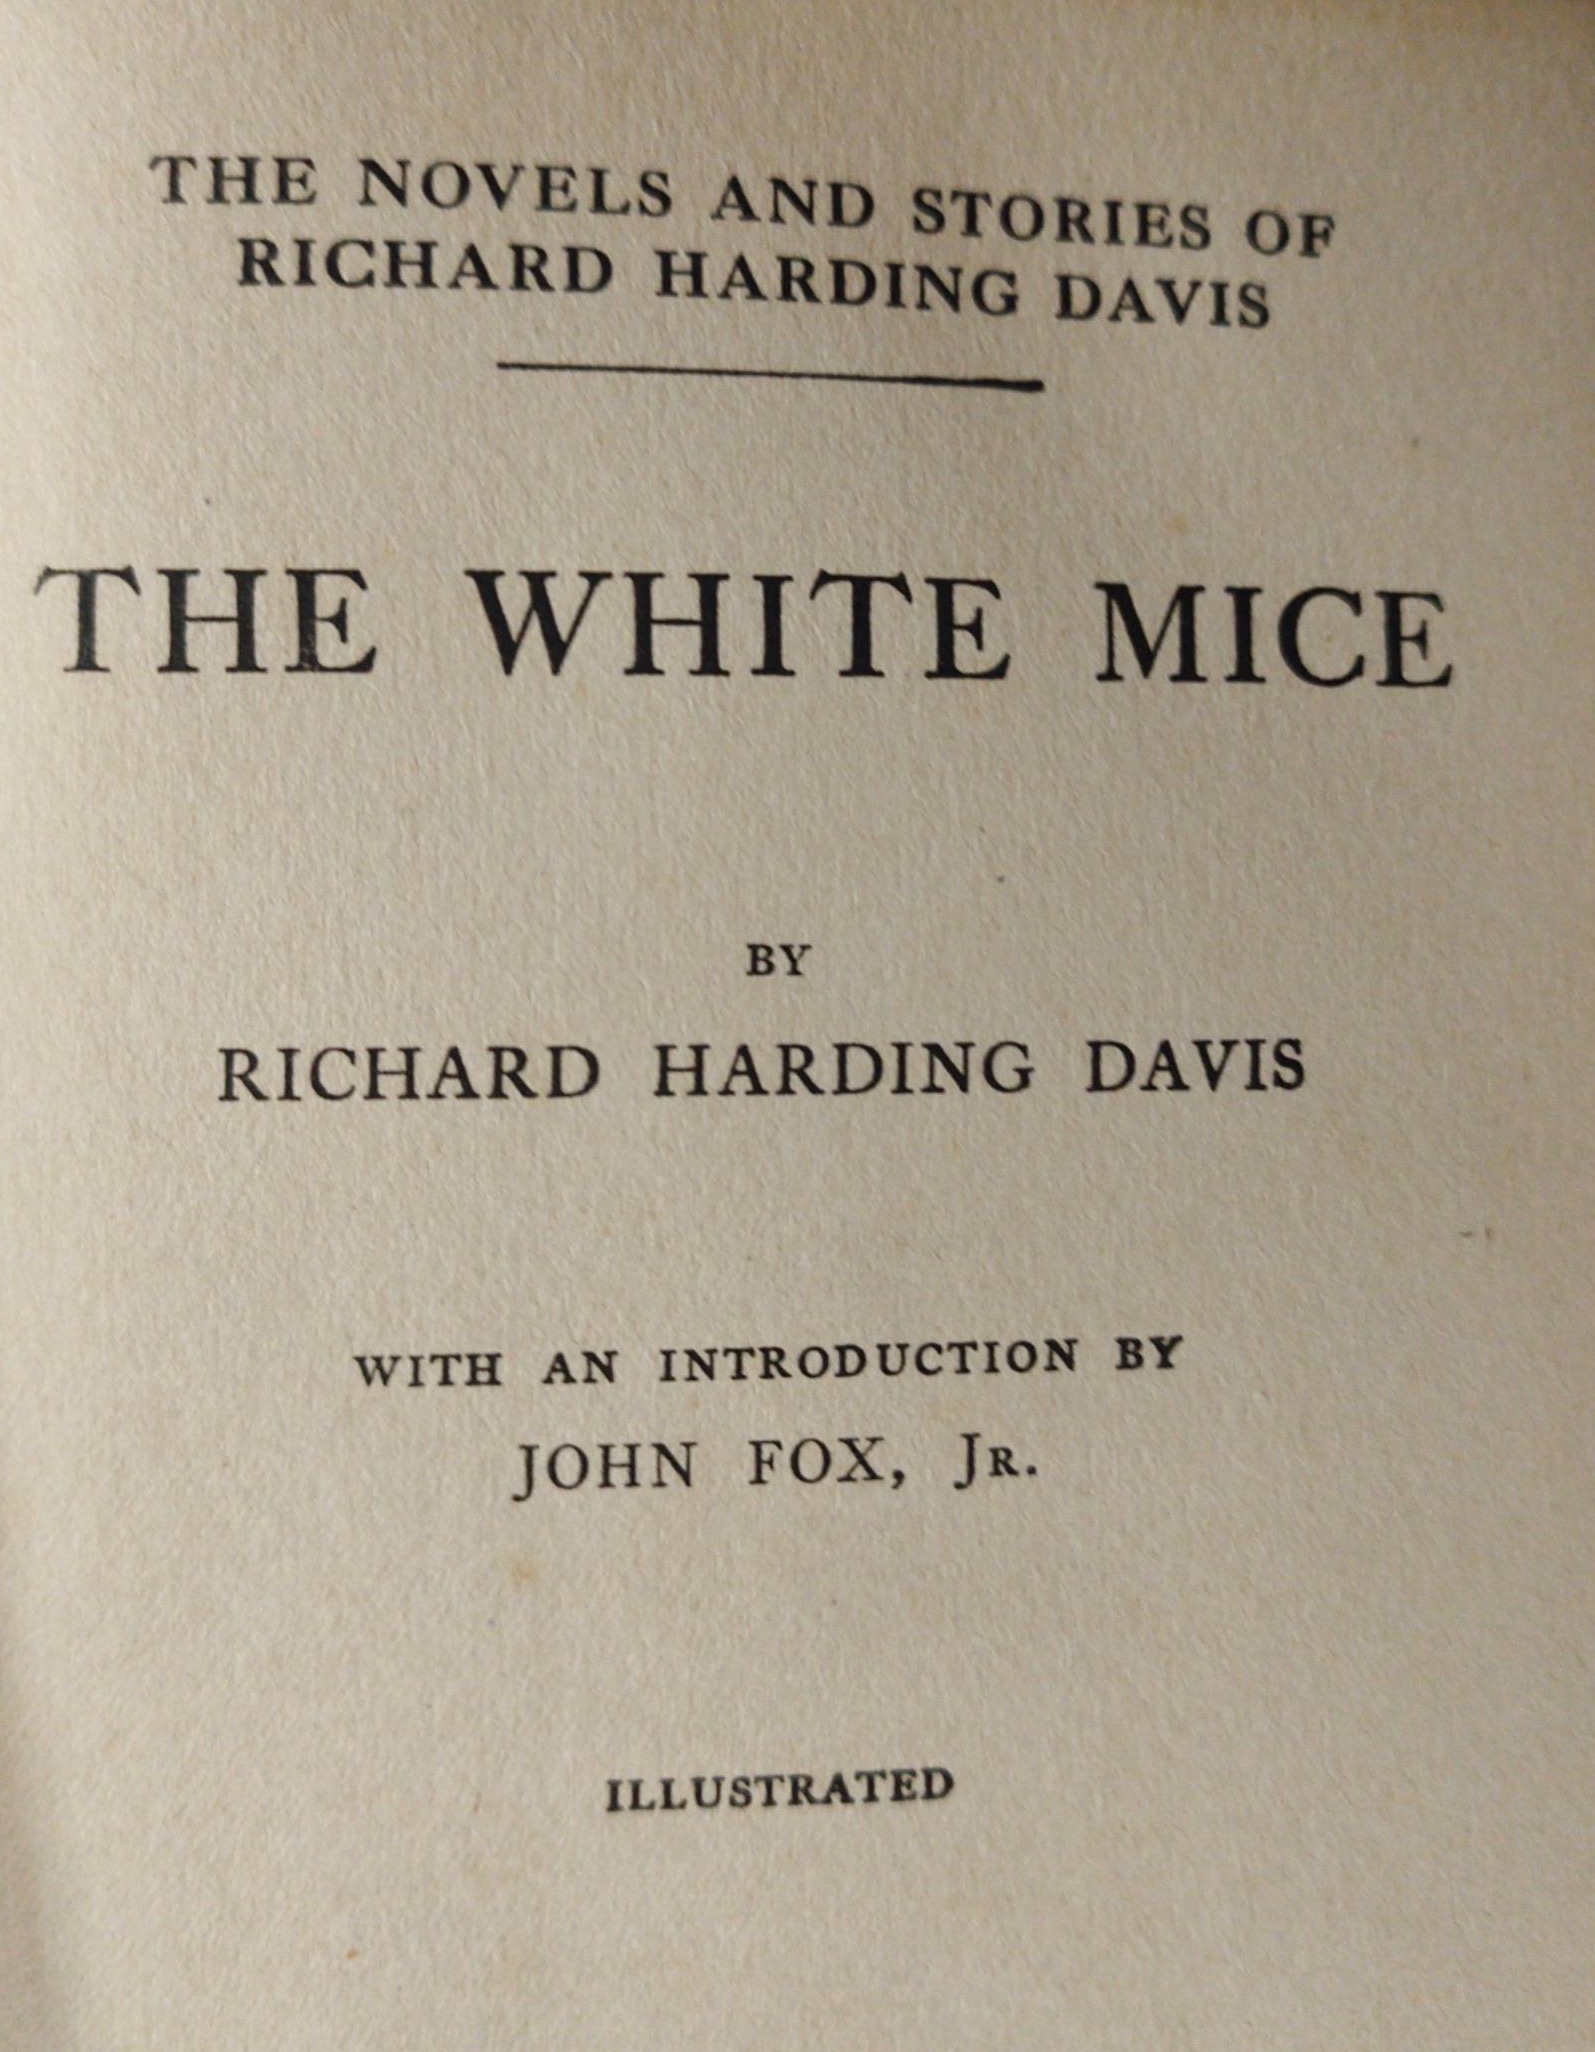 THE NOVELS AND STORIES OF
RICHARD HARDING DAVIS
THE WHITE MICE
BY
RICHARD HARDING DAVIS
WITH AN INTRODUCTION BY
JOHN FOX, JR.
ILLUSTRATED